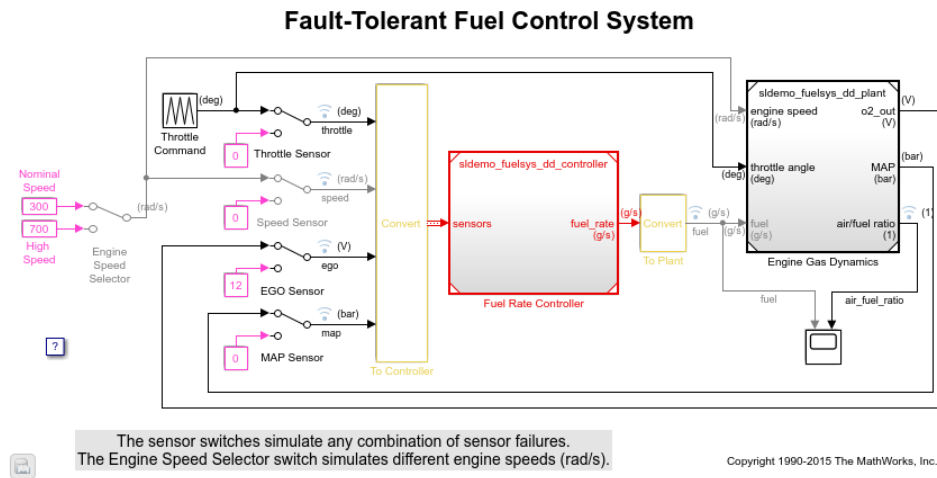 Fault-Tolerant Fuel Control System
(deg)
Throttle
Command
(deg)
throttle
0
Throttle Sensor
Nominal
Speed
300
700
High
Speed
(rad/s)
Engine
Speed
Selector
(rad/s)
speed
0
Speed Sensor
(V)
ego
12
EGO Sensor
(bar)
map
0
MAP Sensor
Convert
To Controller
sldemo_fuelsys_dd_controller
sensors
fuel_rate
(g/s)
Fuel Rate Controller
(g/s)
Convert
To Plant
(g/s)
fuel
(g/s)
(rad/s)
(deg)
sldemo_fuelsys_dd_plant
engine speed
(rad/s)
o2_out
(V)
throttle angle
(deg)
MAP
(bar)
fuel
(g/s)
air/fuel ratio
(1)
Engine Gas Dynamics
(V)
(bar)
(1)
fuel
air_fuel_ratio
?
The sensor switches simulate any combination of sensor failures.
The Engine Speed Selector switch simulates different engine speeds (rad/s).
Copyright 1990-2015 The MathWorks, Inc.